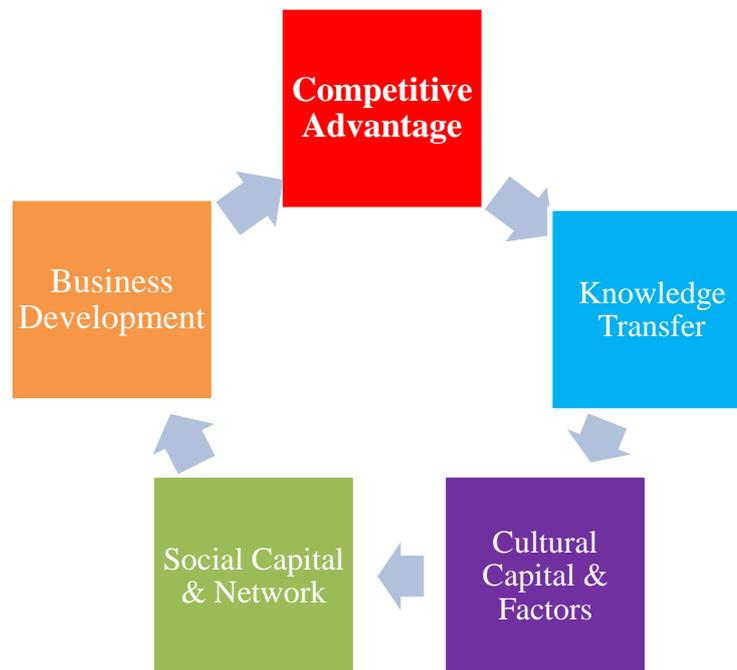 Competitive
Advantage
Knowledge
Transfer
Cultural
Capital &
Factors
Social Capital
& Network
Business
Development